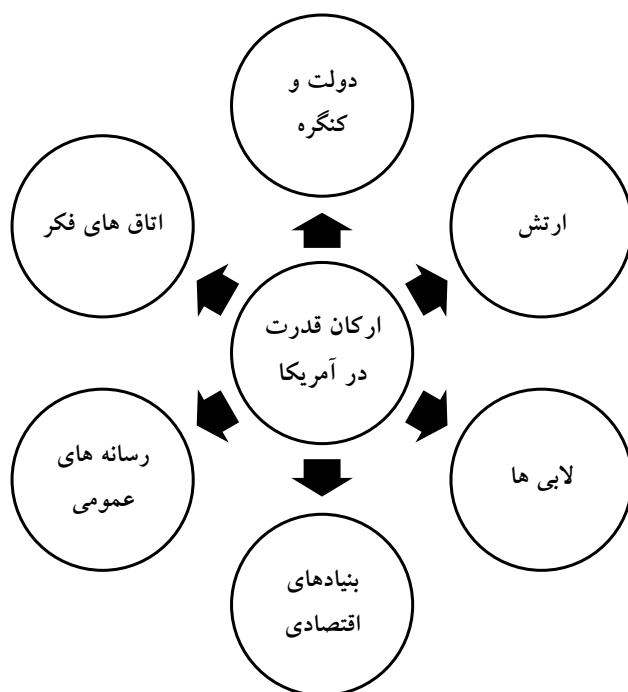 دولت و
کنگره
اتاق های فکر
ارتش
ارکان قدرت
در آمریکا
رسانه های
عمومی
لابی ها
بنیادهای
اقتصادی